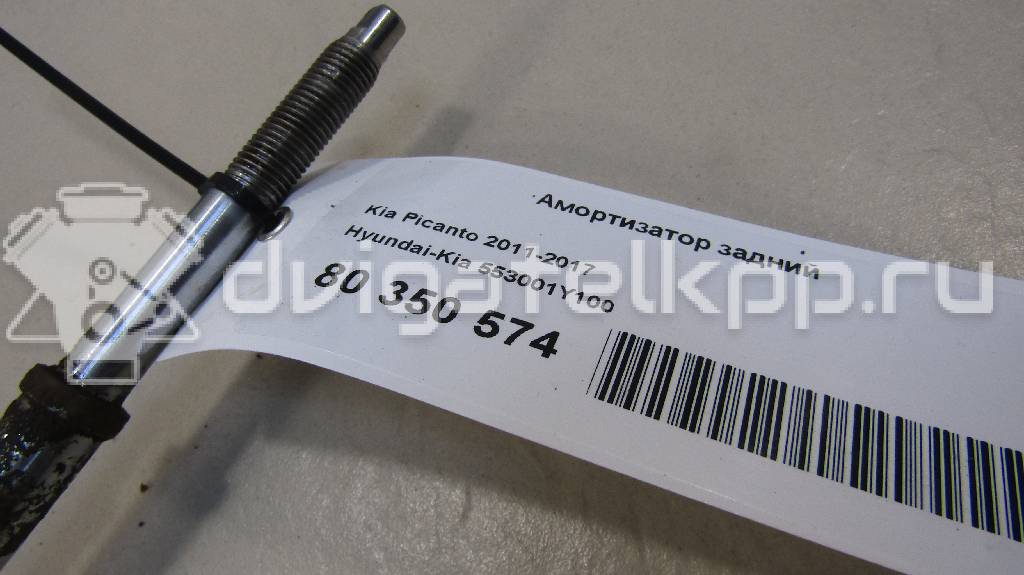 Амортизатор задний
Kia Picanto 2011-2017
Hyundai-Kia 553001Y100
80 350 574
dvigatelkpp.ru